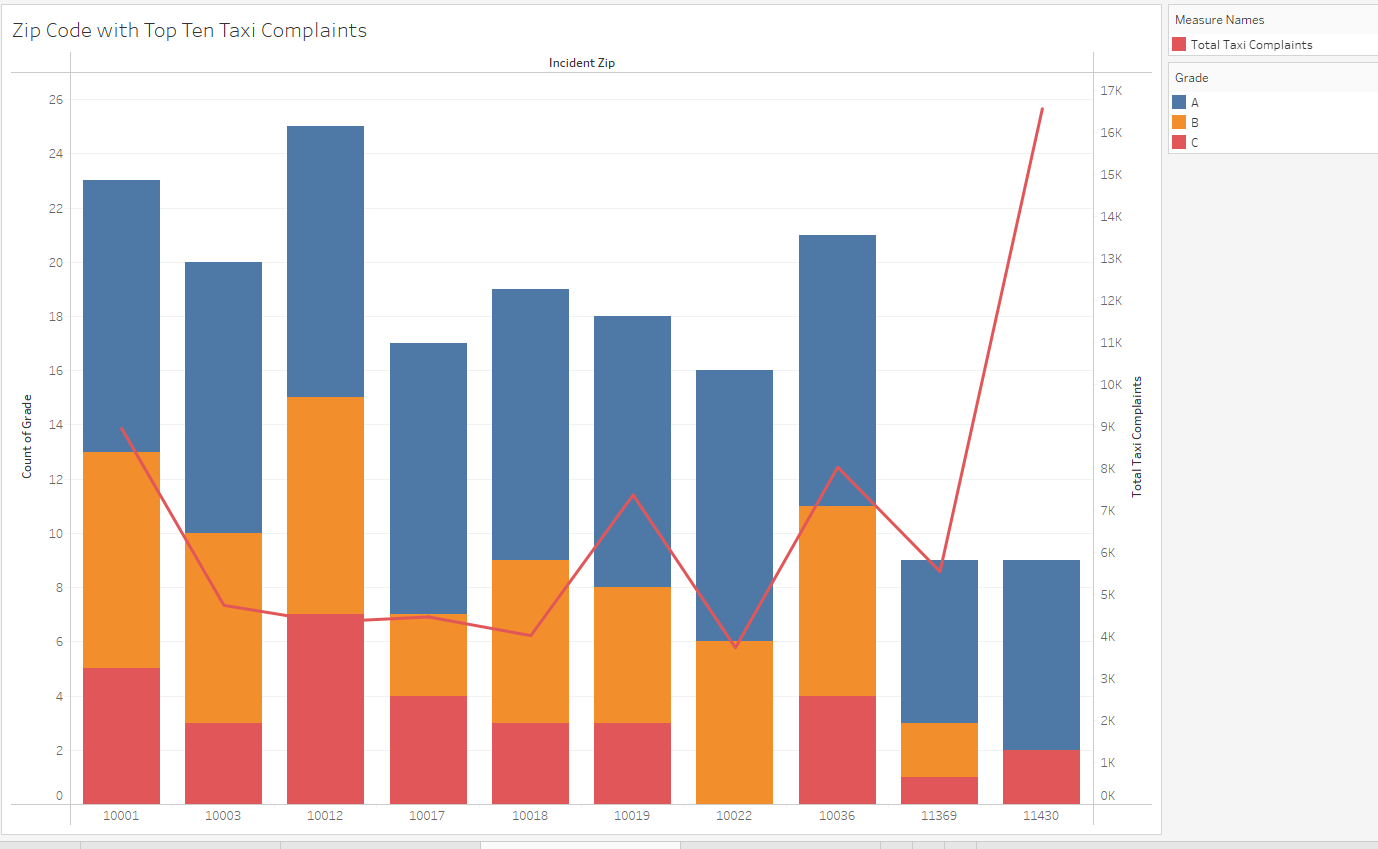 Zip Code with Top Ten Taxi Complaints
Incident Zip
Count of Grade
26
24
22
20
18
16
14
12
10
8
6
4
2
0
17K
16K
15K
14K
13K
12K
11K
10K
9K
8K
7K
6K
5K
4K
3K
2K
1K
0K
Total Taxi Complaints
10001 10003 10012 10017 10018 10019 10022 10036 11369 11430
Measure Names
Total Taxi Complaints
Grade
A
B
C